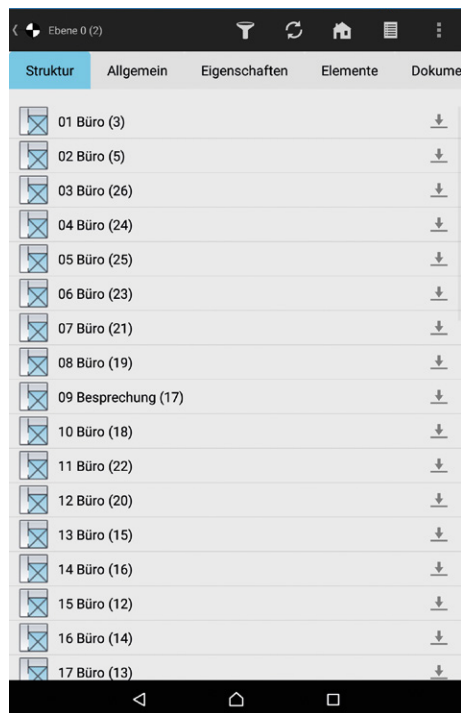 Ebene 0 (2)
Struktur Allgemein Eigenschaften Elemente Dokume
01 Büro (3)
02 Büro (5)
03 Büro (26)
04 Büro (24)
05 Büro (25)
06 Büro (23)
07 Büro (21)
08 Büro (19)
09 Besprechung (17)
10 Büro (18)
11 Büro (22)
12 Büro (20)
13 Büro (15)
14 Büro (16)
15 Büro (12)
16 Büro (14)
17 Büro (13)